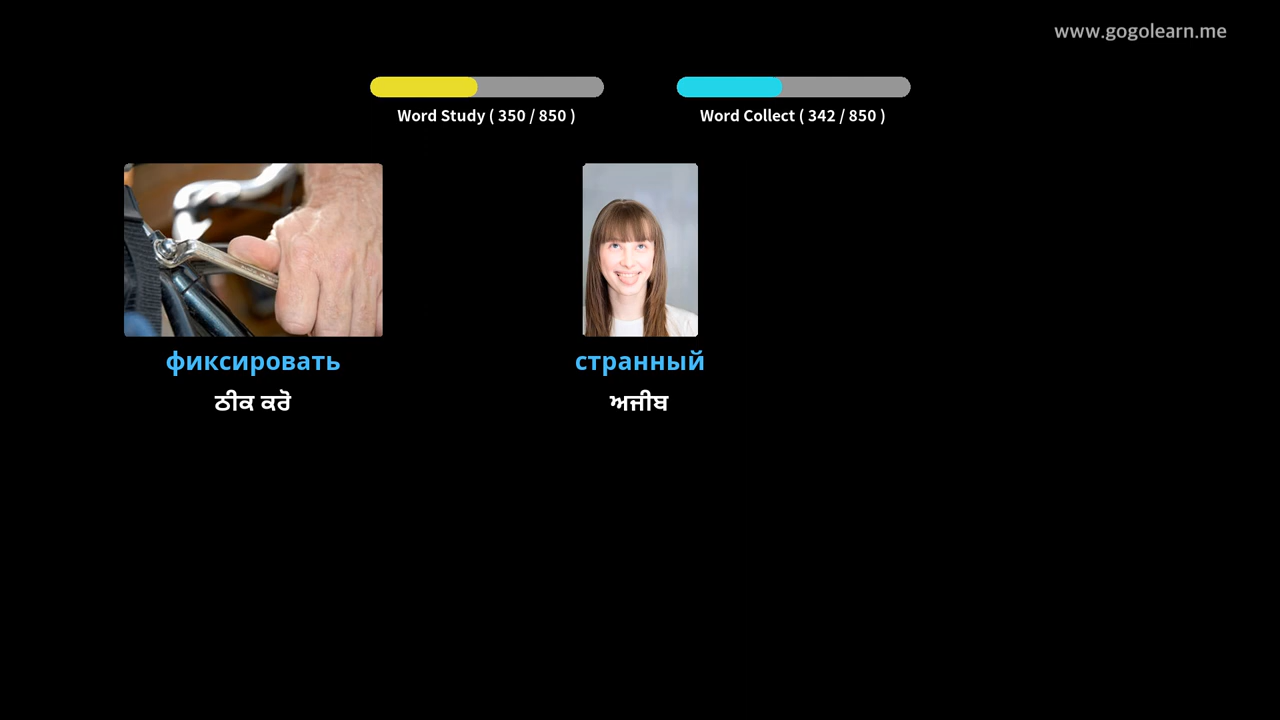 www.gogolearn.me
Word Study ( 350 / 850 )
Word Collect ( 342 / 850 )
фиксировать
странный
ਠੀਕ ਕਰੋ
ਅਜੀਬ